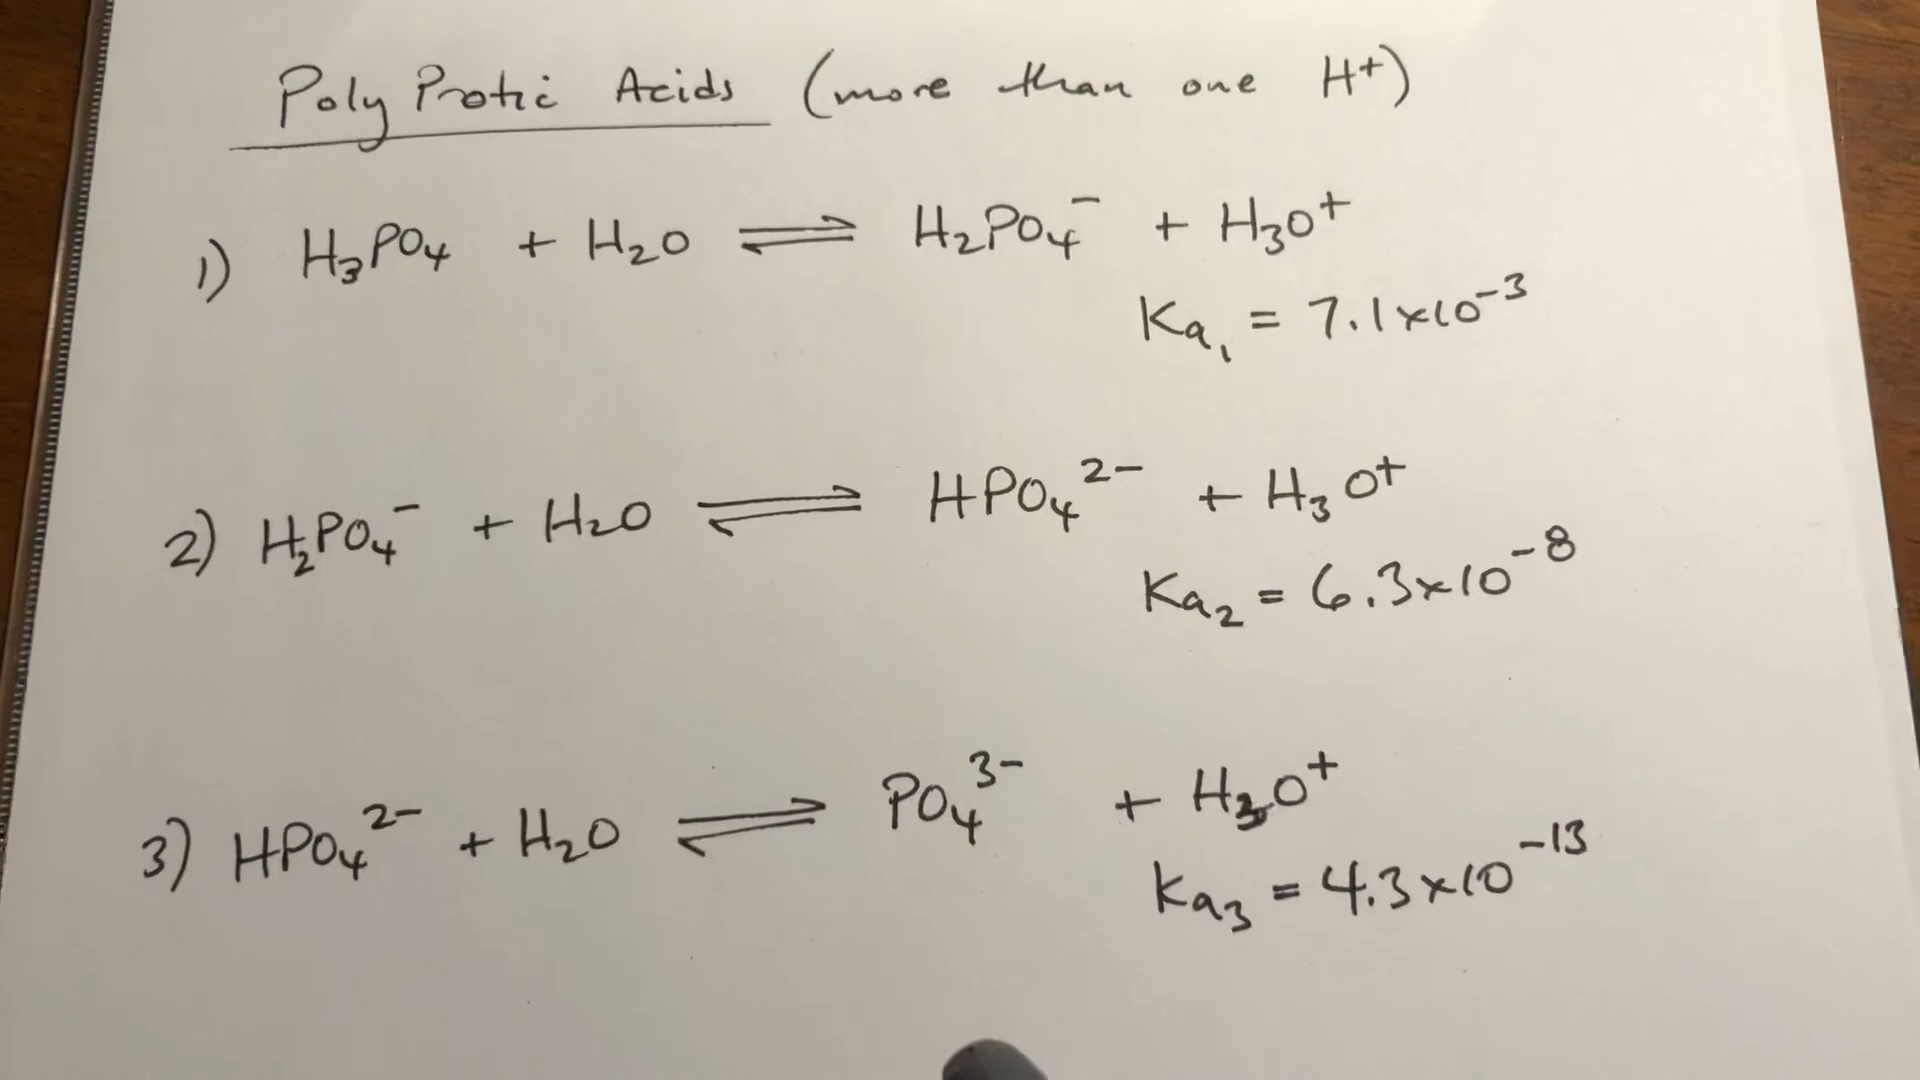 Poly Protic Acids (more than one H⁺)
1) H₃PO₄ + H₂O ⇌ H₂PO₄⁻ + H₃O⁺
Ka₁ = 7.1×10⁻³
2) H₂PO₄⁻ + H₂O ⇌ HPO₄²⁻ + H₃O⁺
Ka₂ = 6.3×10⁻⁸
3) HPO₄²⁻ + H₂O ⇌ PO₄³⁻ + H₃O⁺
Ka₃ = 4.3×10⁻¹³